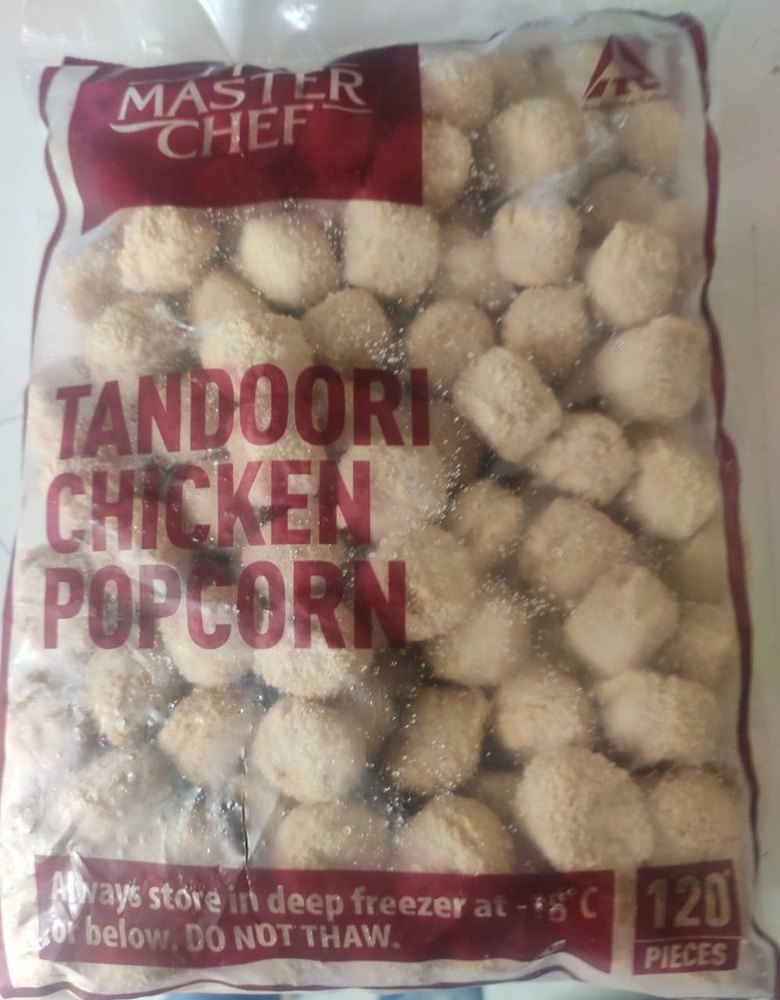 MASTER
CHEF
TANDOORI
CHICKEN
POPCORN
Always store in deep freezer at -18°C
or below. DO NOT THAW.
120
PIECES